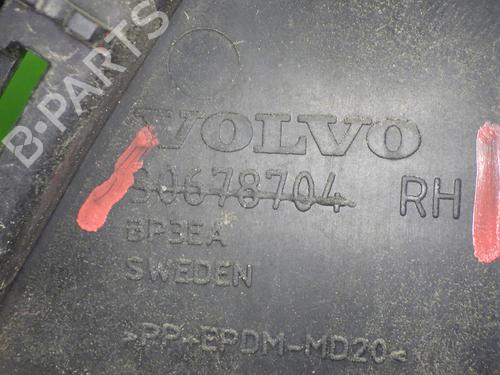 B-PARTS
VOLVO
30678704 RH
BP3EA
SWEDEN
>PP+EPDM-MD20<